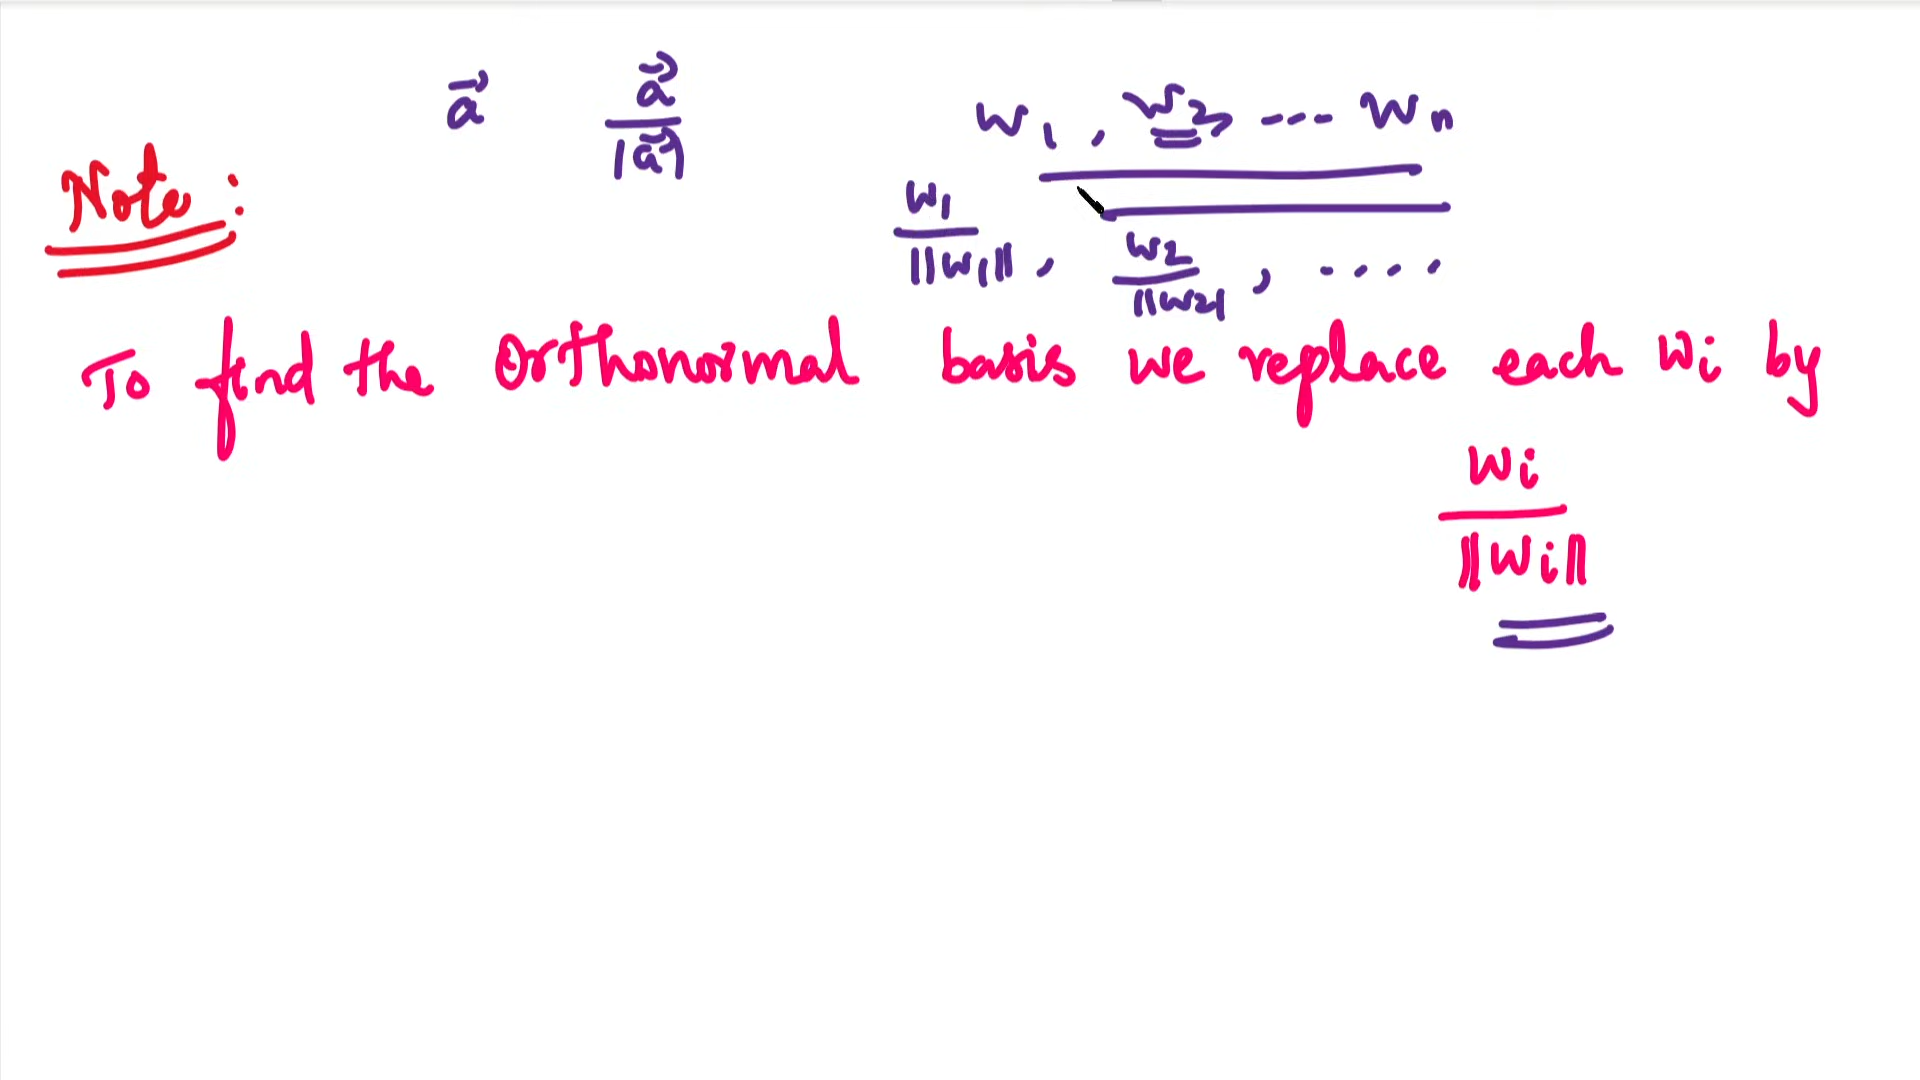 a⃗ a⃗/|a⃗| W1, W2, --- Wn
Note:
W1/||W1||, W2/||W2||, ....
To find the Orthonormal basis we replace each Wi by
Wi/||Wi||